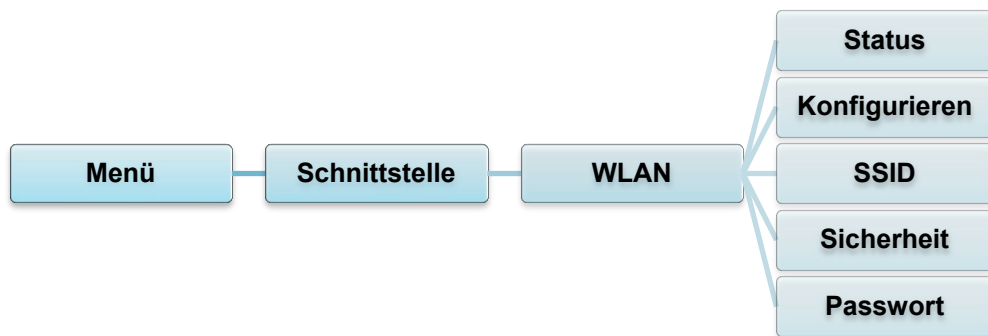 Menü
Schnittstelle
WLAN
Status
Konfigurieren
SSID
Sicherheit
Passwort